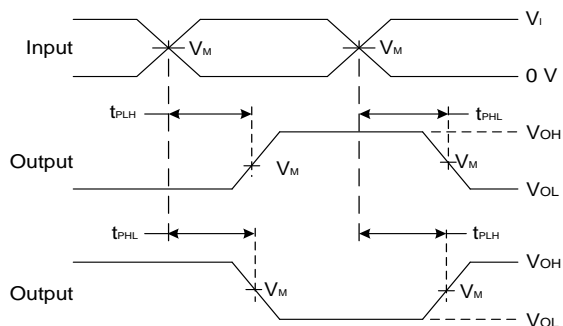 VI
Input VM VM
0 V
tPLH tPHL
VOH
Output VM VM
VOL
tPHL tPLH
VOH
Output VM VM
VOL